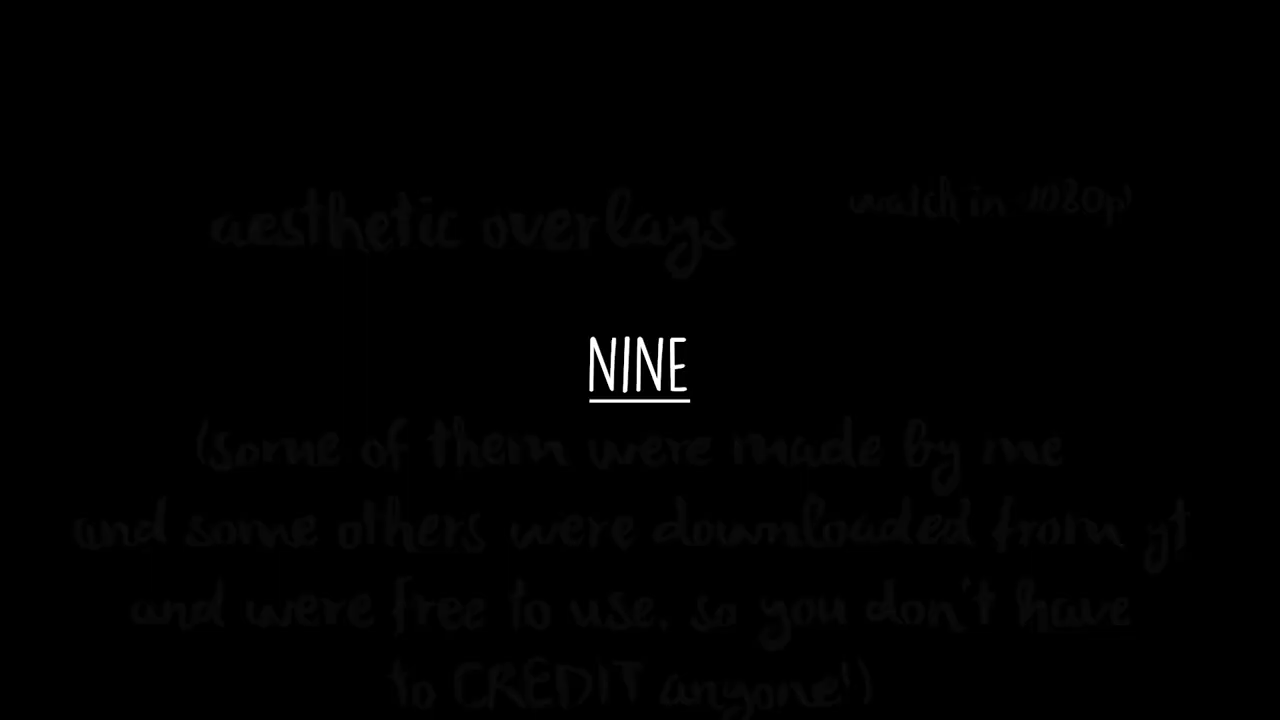 aesthetic overlays
watch in 1080p!
NINE
(some of them were made by me
and some others were downloaded from yt
and were free to use. so you don't have
to CREDIT anyone!)